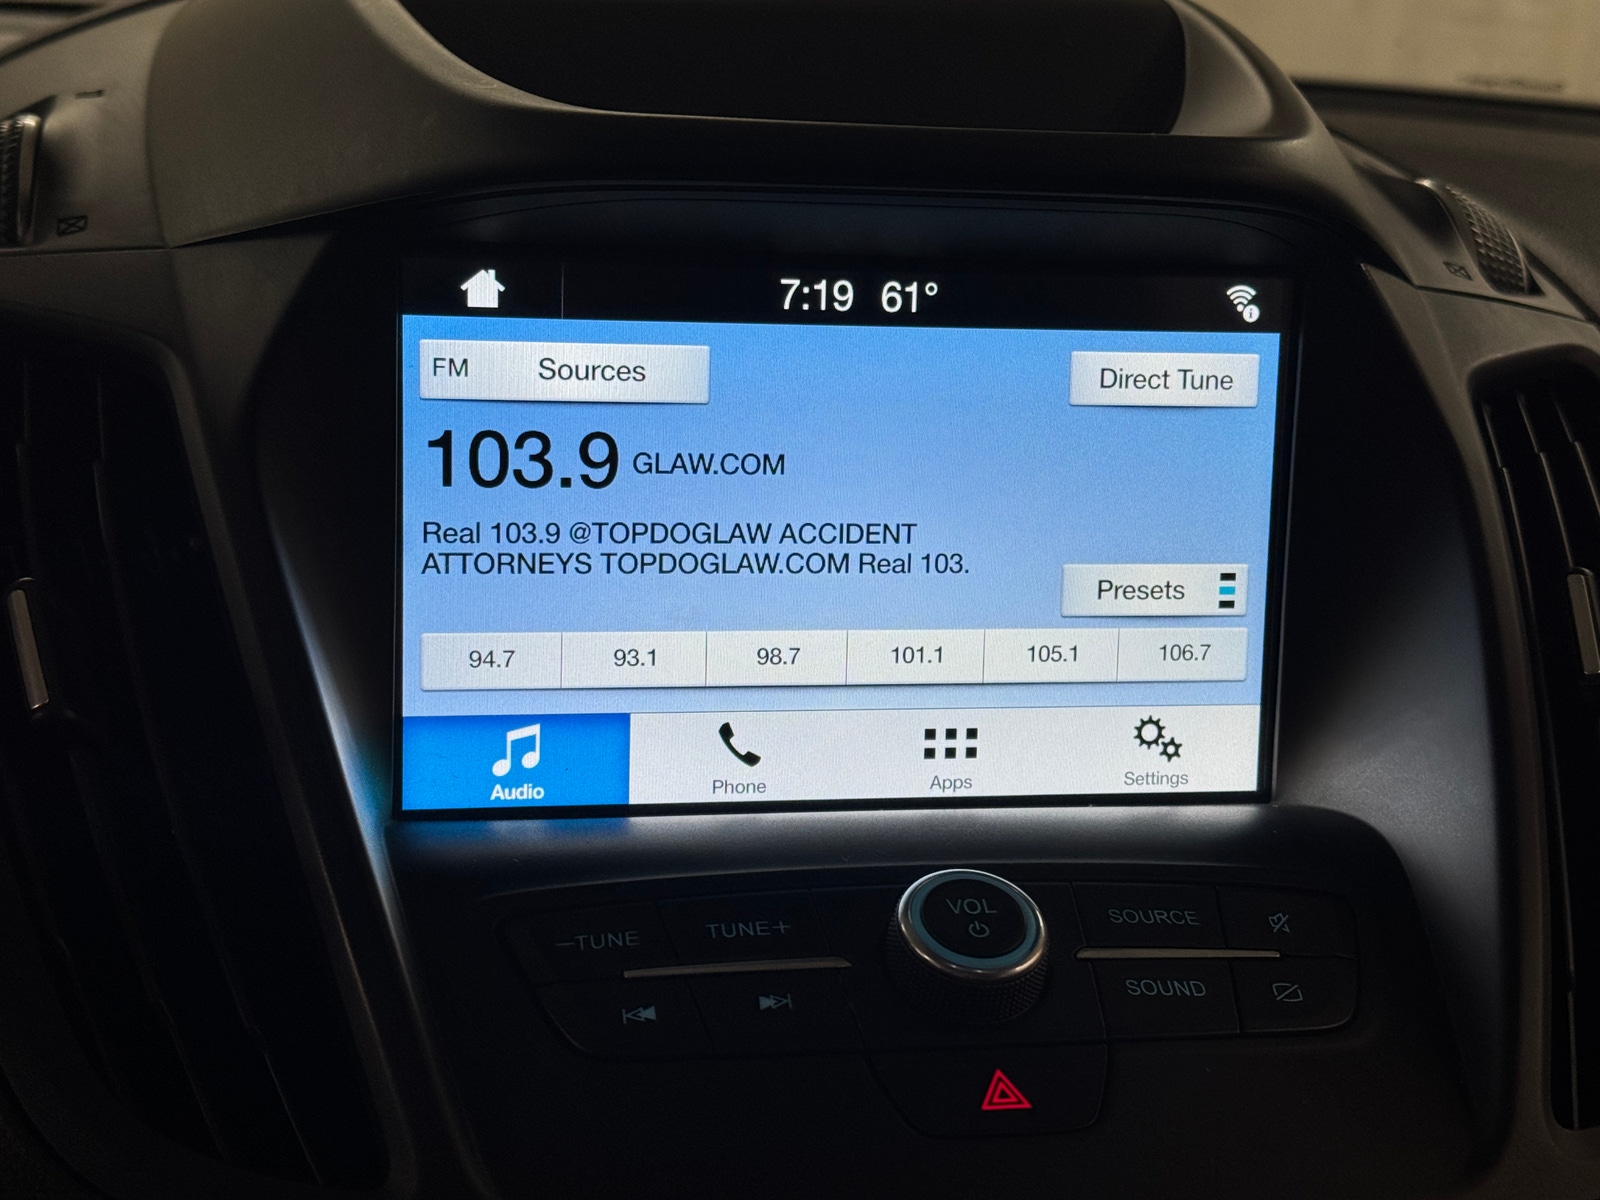 7:19 61°
FM Sources
Direct Tune
103.9 GLAW.COM
Real 103.9 @TOPDOGLAW ACCIDENT
ATTORNEYS TOPDOGLAW.COM Real 103.
Presets
94.7 93.1 98.7 101.1 105.1 106.7
Audio Phone Apps Settings
–TUNE TUNE+ VOL SOURCE
SOUND